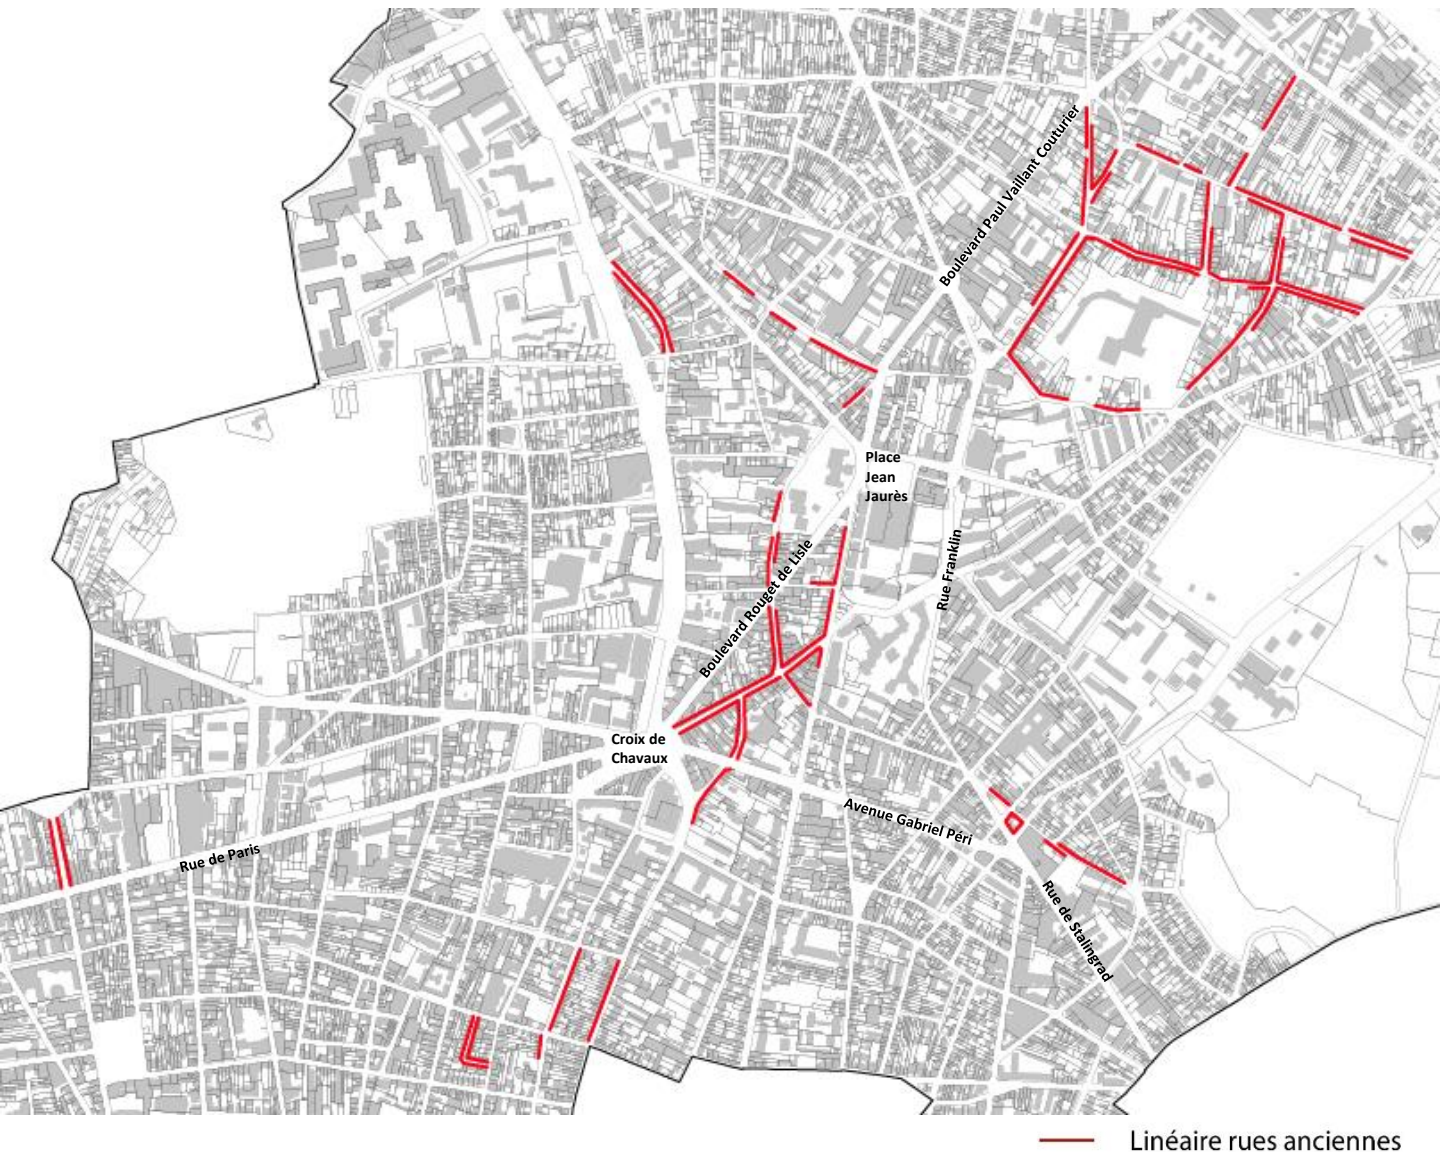 Boulevard Paul Vaillant Couturier
Place
Jean
Jaurès
Rue Franklin
Boulevard Rouget de Lisle
Croix de
Chavaux
Avenue Gabriel Péri
Rue de Paris
Rue de Stalingrad
Linéaire rues anciennes